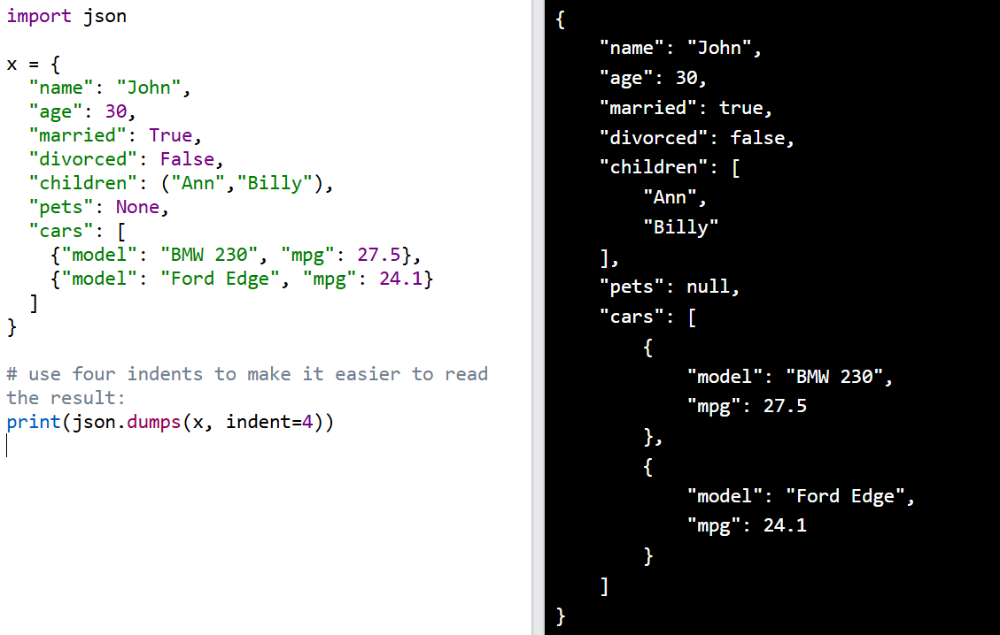 import json

x = {
  "name": "John",
  "age": 30,
  "married": True,
  "divorced": False,
  "children": ("Ann","Billy"),
  "pets": None,
  "cars": [
    {"model": "BMW 230", "mpg": 27.5},
    {"model": "Ford Edge", "mpg": 24.1}
  ]
}

# use four indents to make it easier to read
the result:
print(json.dumps(x, indent=4))
{
    "name": "John",
    "age": 30,
    "married": true,
    "divorced": false,
    "children": [
        "Ann",
        "Billy"
    ],
    "pets": null,
    "cars": [
        {
            "model": "BMW 230",
            "mpg": 27.5
        },
        {
            "model": "Ford Edge",
            "mpg": 24.1
        }
    ]
}